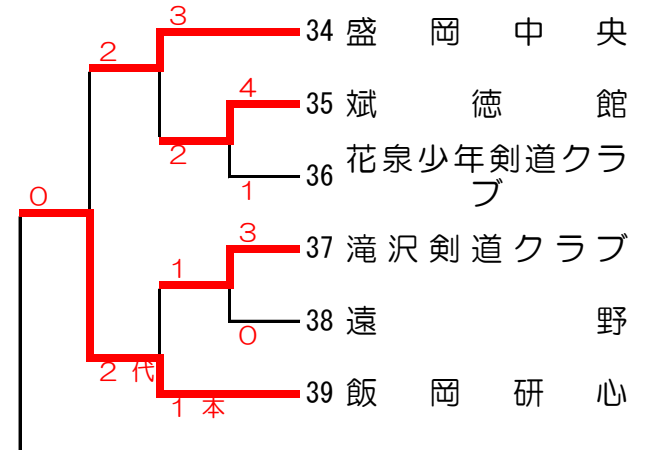 3
34 盛岡中央
2
4
35 斌徳館
2
36 花泉少年剣道クラ
ブ
1
0
3
37 滝沢剣道クラブ
1
38 遠野
0
2 代
39 飯岡研心
1 本